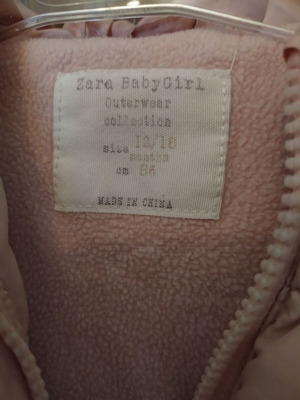 Zara BabyGirl
Outerwear
collection
size 12/18
months
cm 86
MADE IN CHINA